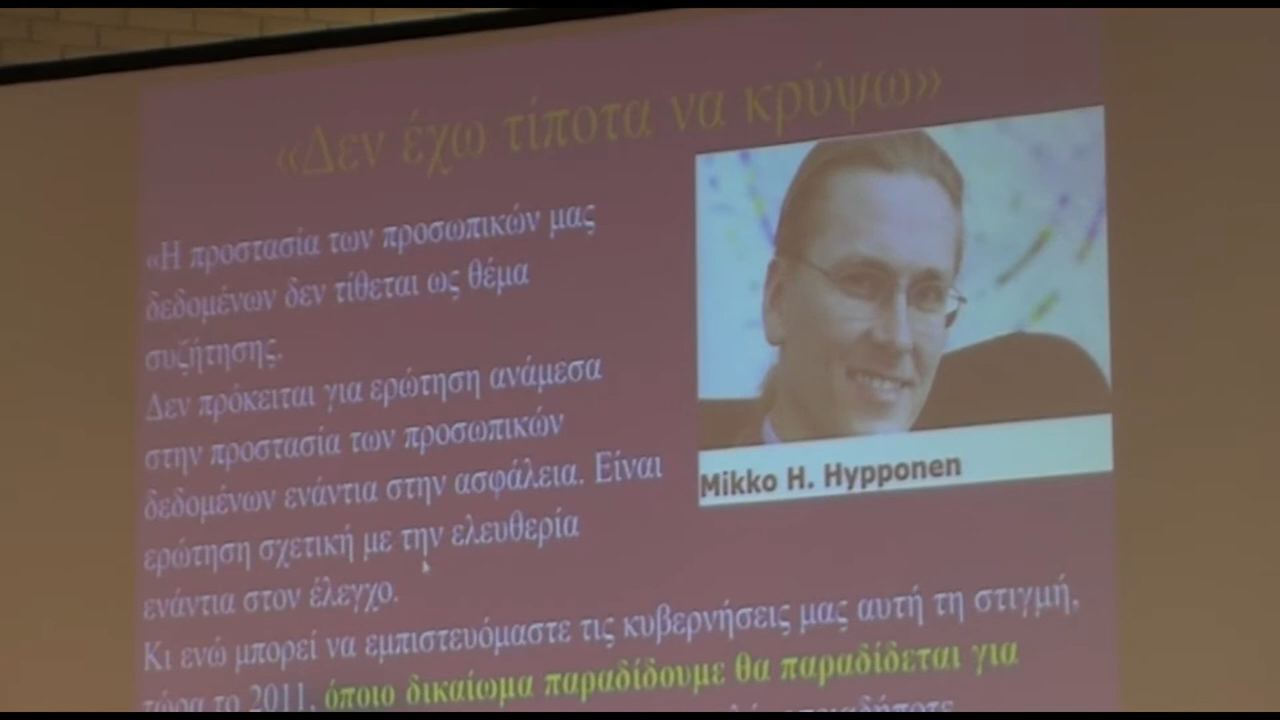 «Δεν έχω τίποτα να κρύψω»
«Η προστασία των προσωπικών μας
δεδομένων δεν τίθεται ως θέμα
συζήτησης.
Δεν πρόκειται για ερώτηση ανάμεσα
στην προστασία των προσωπικών
δεδομένων ενάντια στην ασφάλεια. Είναι
ερώτηση σχετική με την ελευθερία
ενάντια στον έλεγχο.
Mikko H. Hypponen
Κι ενώ μπορεί να εμπιστευόμαστε τις κυβερνήσεις μας αυτή τη στιγμή,
τώρα το 2011, όποιο δικαίωμα παραδίδουμε θα παραδίδεται για